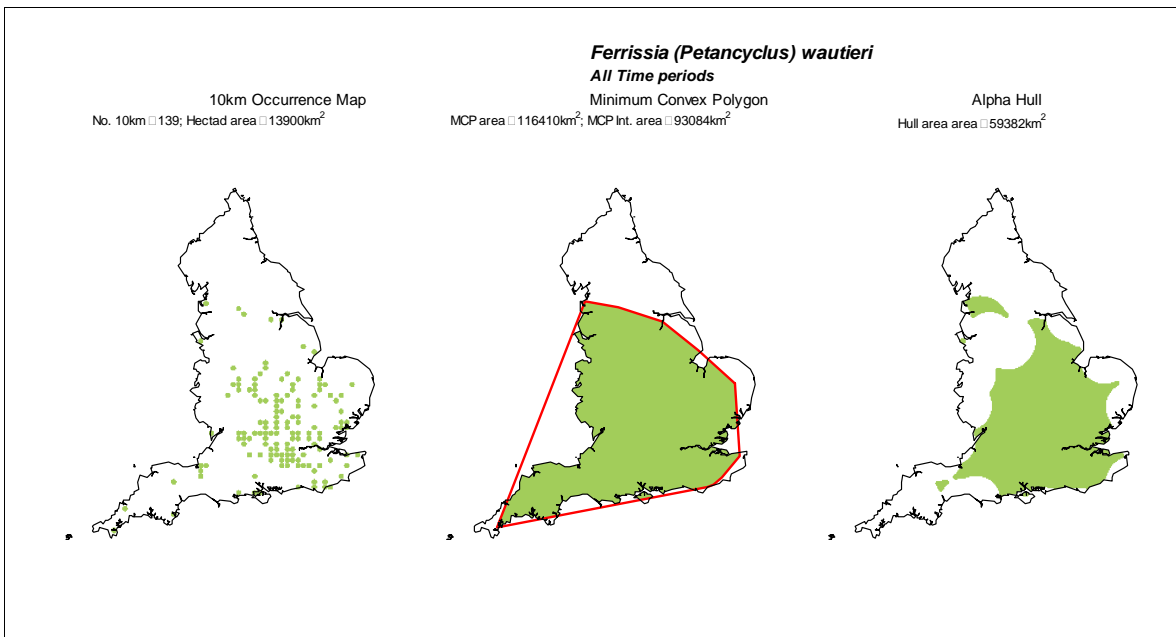 Ferrissia (Petancyclus) wautieri
All Time periods
10km Occurrence Map
No. 10km □ 139; Hectad area □ 13900km²
Minimum Convex Polygon
MCP area □ 116410km²; MCP Int. area □ 93084km²
Alpha Hull
Hull area area □ 59382km²